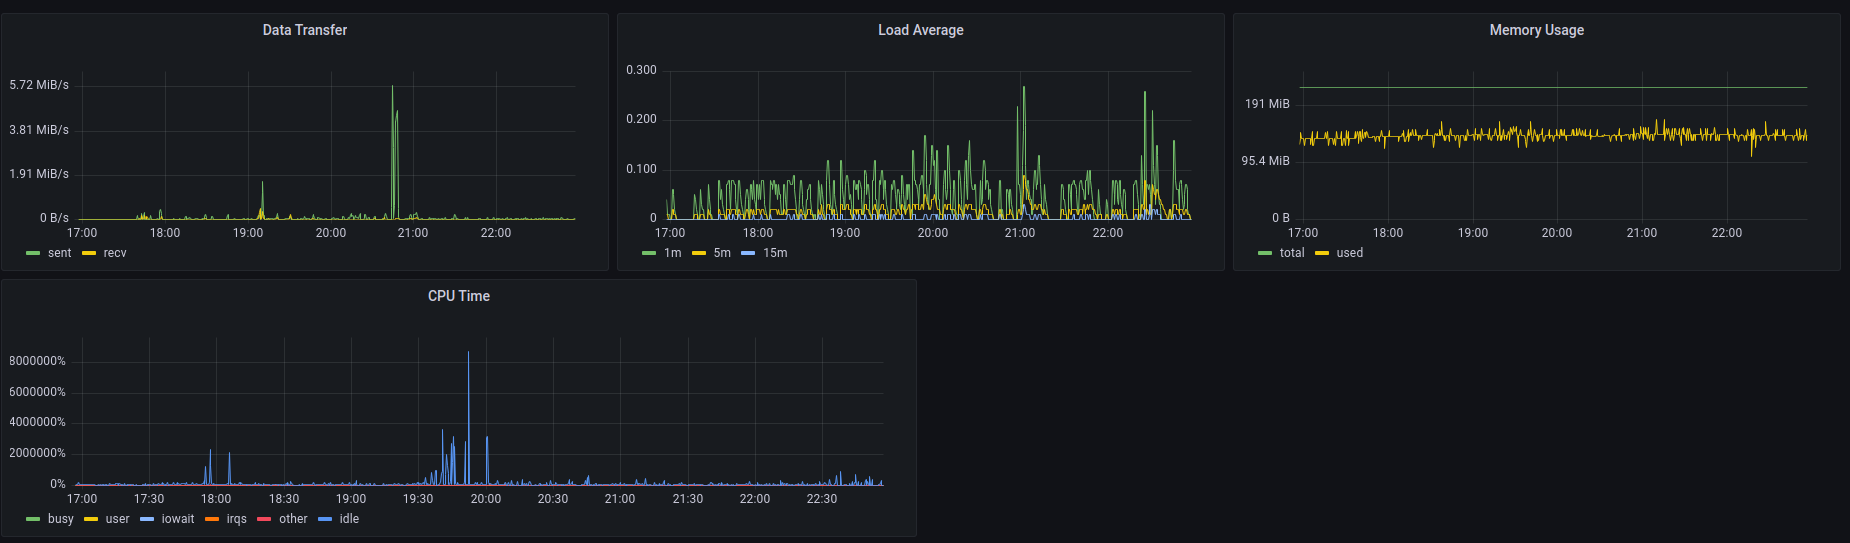 Data Transfer
5.72 MiB/s
3.81 MiB/s
1.91 MiB/s
0 B/s
17:00 18:00 19:00 20:00 21:00 22:00
sent recv
Load Average
0.300
0.200
0.100
0
17:00 18:00 19:00 20:00 21:00 22:00
1m 5m 15m
Memory Usage
191 MiB
95.4 MiB
0 B
17:00 18:00 19:00 20:00 21:00 22:00
total used
CPU Time
8000000%
6000000%
4000000%
2000000%
0%
17:00 17:30 18:00 18:30 19:00 19:30 20:00 20:30 21:00 21:30 22:00 22:30
busy user iowait irqs other idle